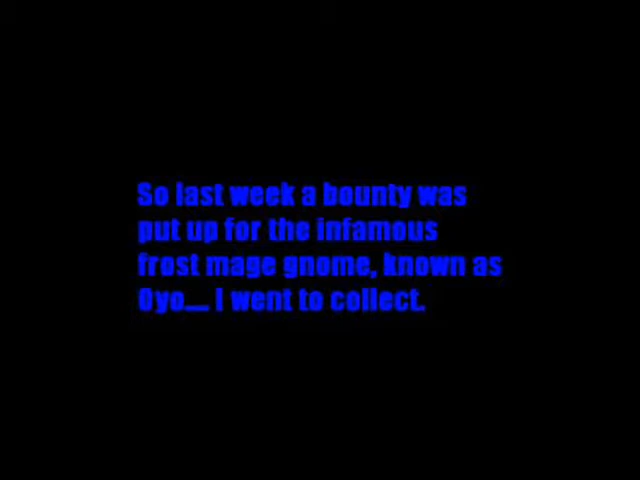 So last week a bounty was
put up for the infamous
frost mage gnome, known as
Oyo.... I went to collect.